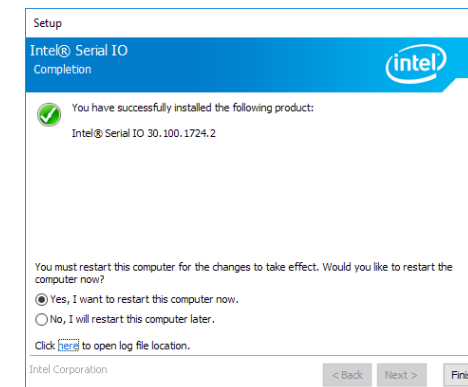 Setup
Intel® Serial IO
Completion
intel
You have successfully installed the following product:
Intel® Serial IO 30.100.1724.2
You must restart this computer for the changes to take effect. Would you like to restart the
computer now?
Yes, I want to restart this computer now.
No, I will restart this computer later.
Click here to open log file location.
Intel Corporation
< Back Next >